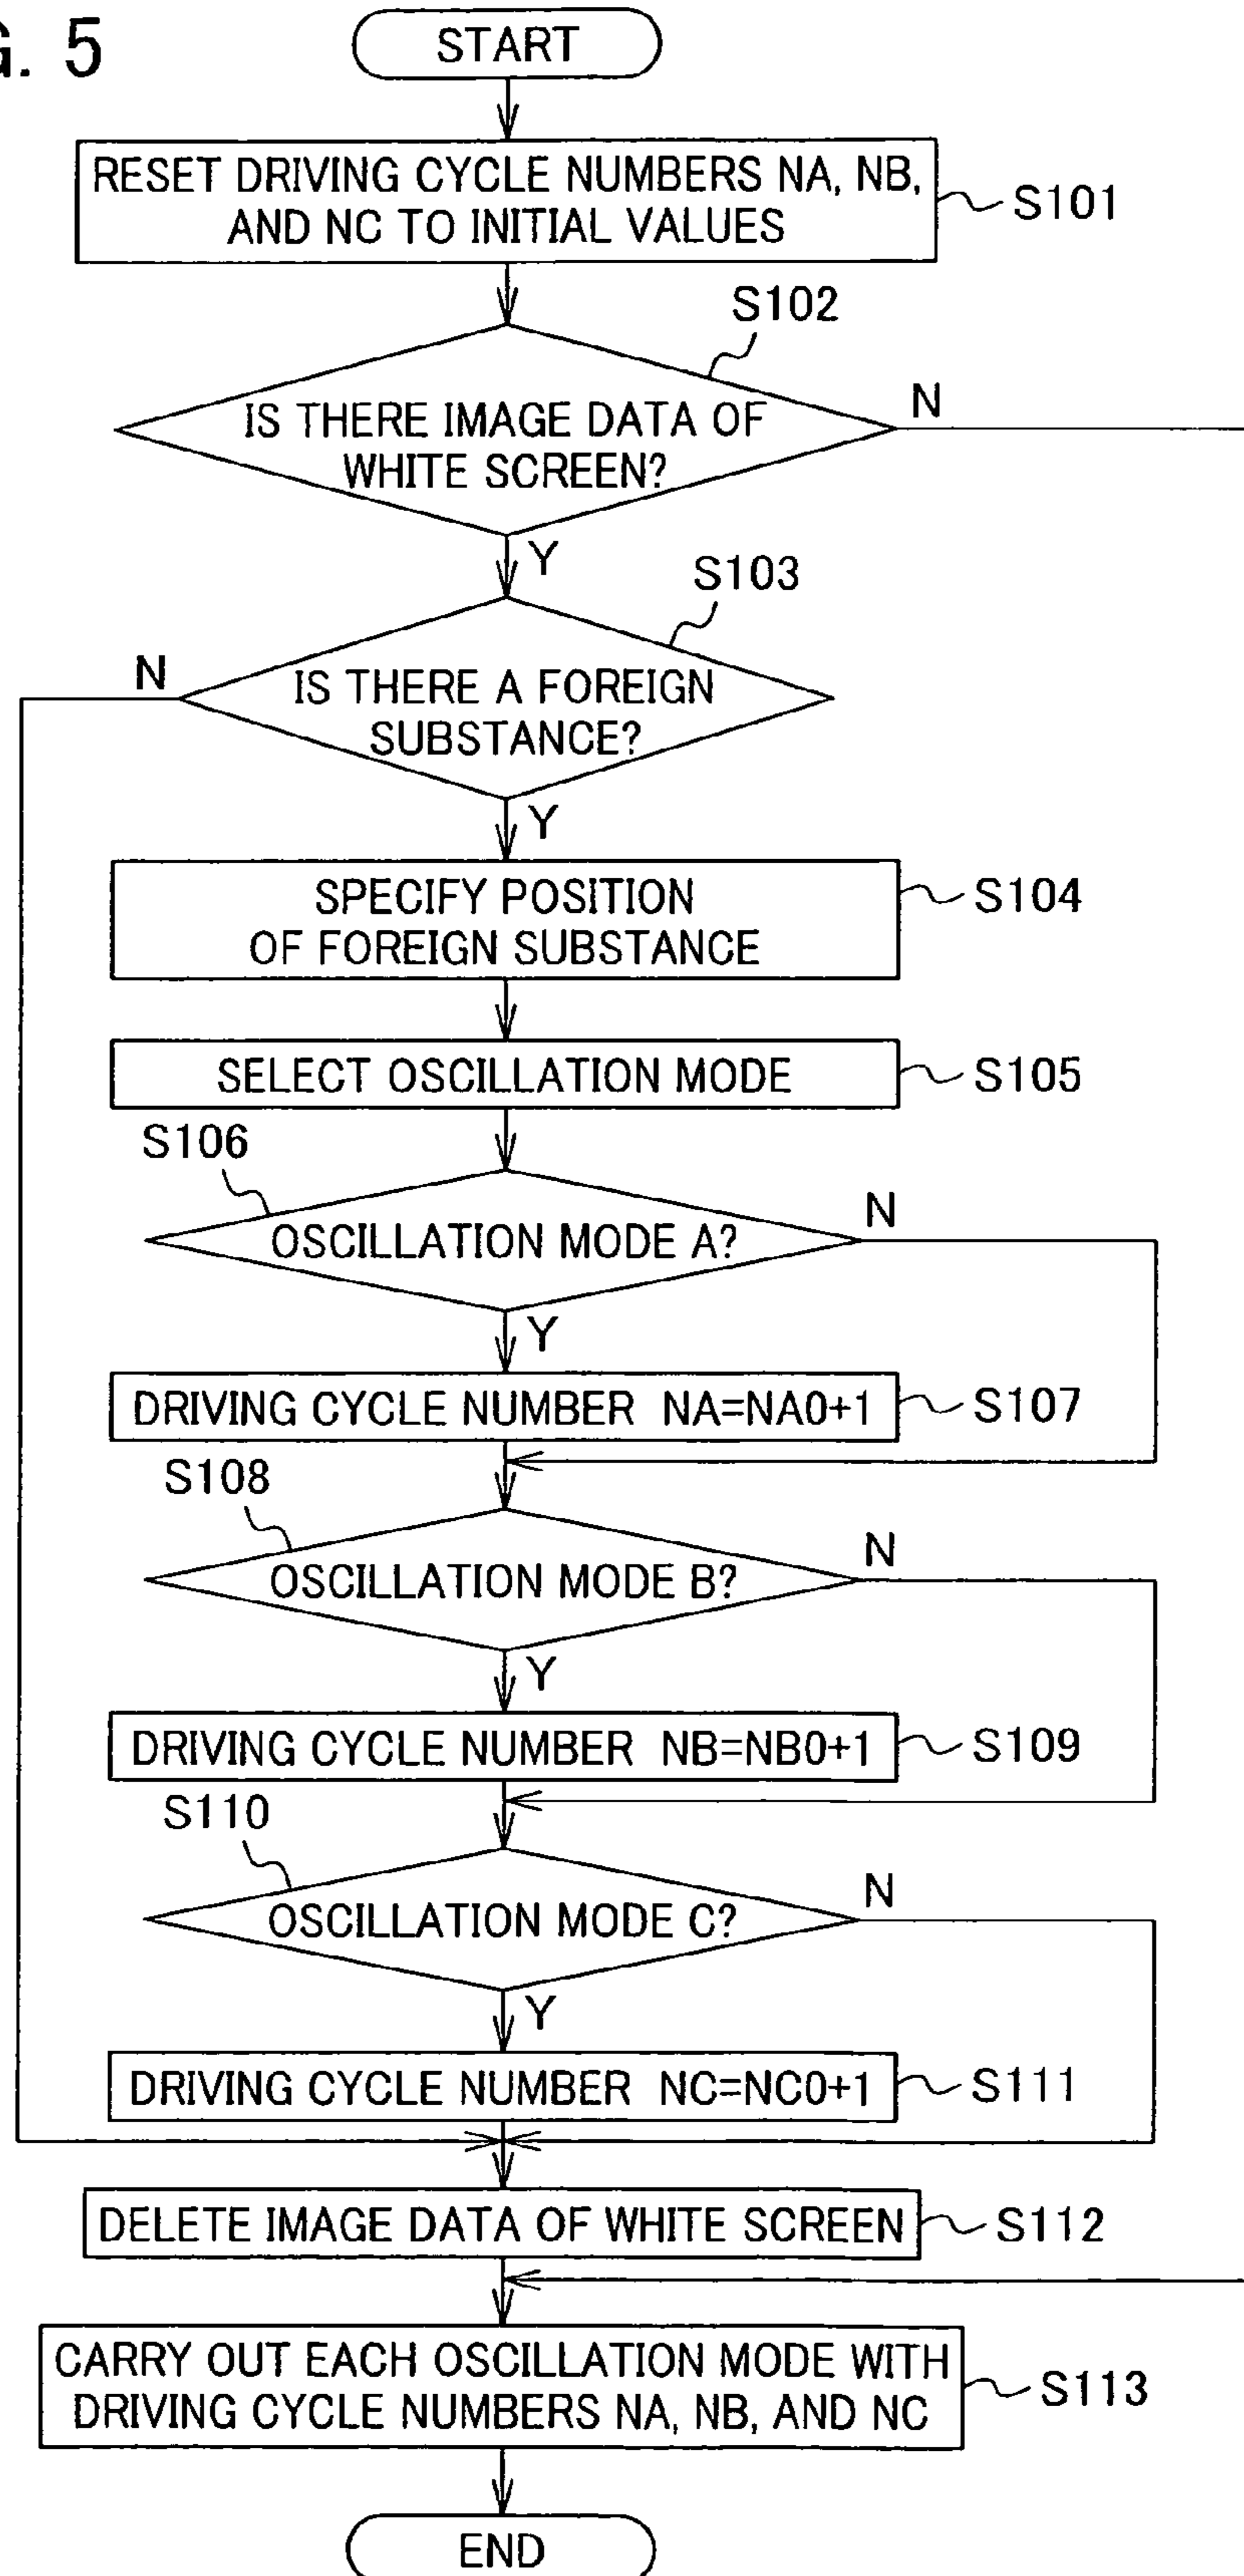 G. 5
START
RESET DRIVING CYCLE NUMBERS NA, NB,
AND NC TO INITIAL VALUES
S101
S102
IS THERE IMAGE DATA OF
WHITE SCREEN?
N
Y
S103
IS THERE A FOREIGN
SUBSTANCE?
N
Y
SPECIFY POSITION
OF FOREIGN SUBSTANCE
S104
SELECT OSCILLATION MODE
S105
S106
OSCILLATION MODE A?
N
Y
DRIVING CYCLE NUMBER NA=NA0+1
S107
S108
OSCILLATION MODE B?
N
Y
DRIVING CYCLE NUMBER NB=NB0+1
S109
S110
OSCILLATION MODE C?
N
Y
DRIVING CYCLE NUMBER NC=NC0+1
S111
DELETE IMAGE DATA OF WHITE SCREEN
S112
CARRY OUT EACH OSCILLATION MODE WITH
DRIVING CYCLE NUMBERS NA, NB, AND NC
S113
END